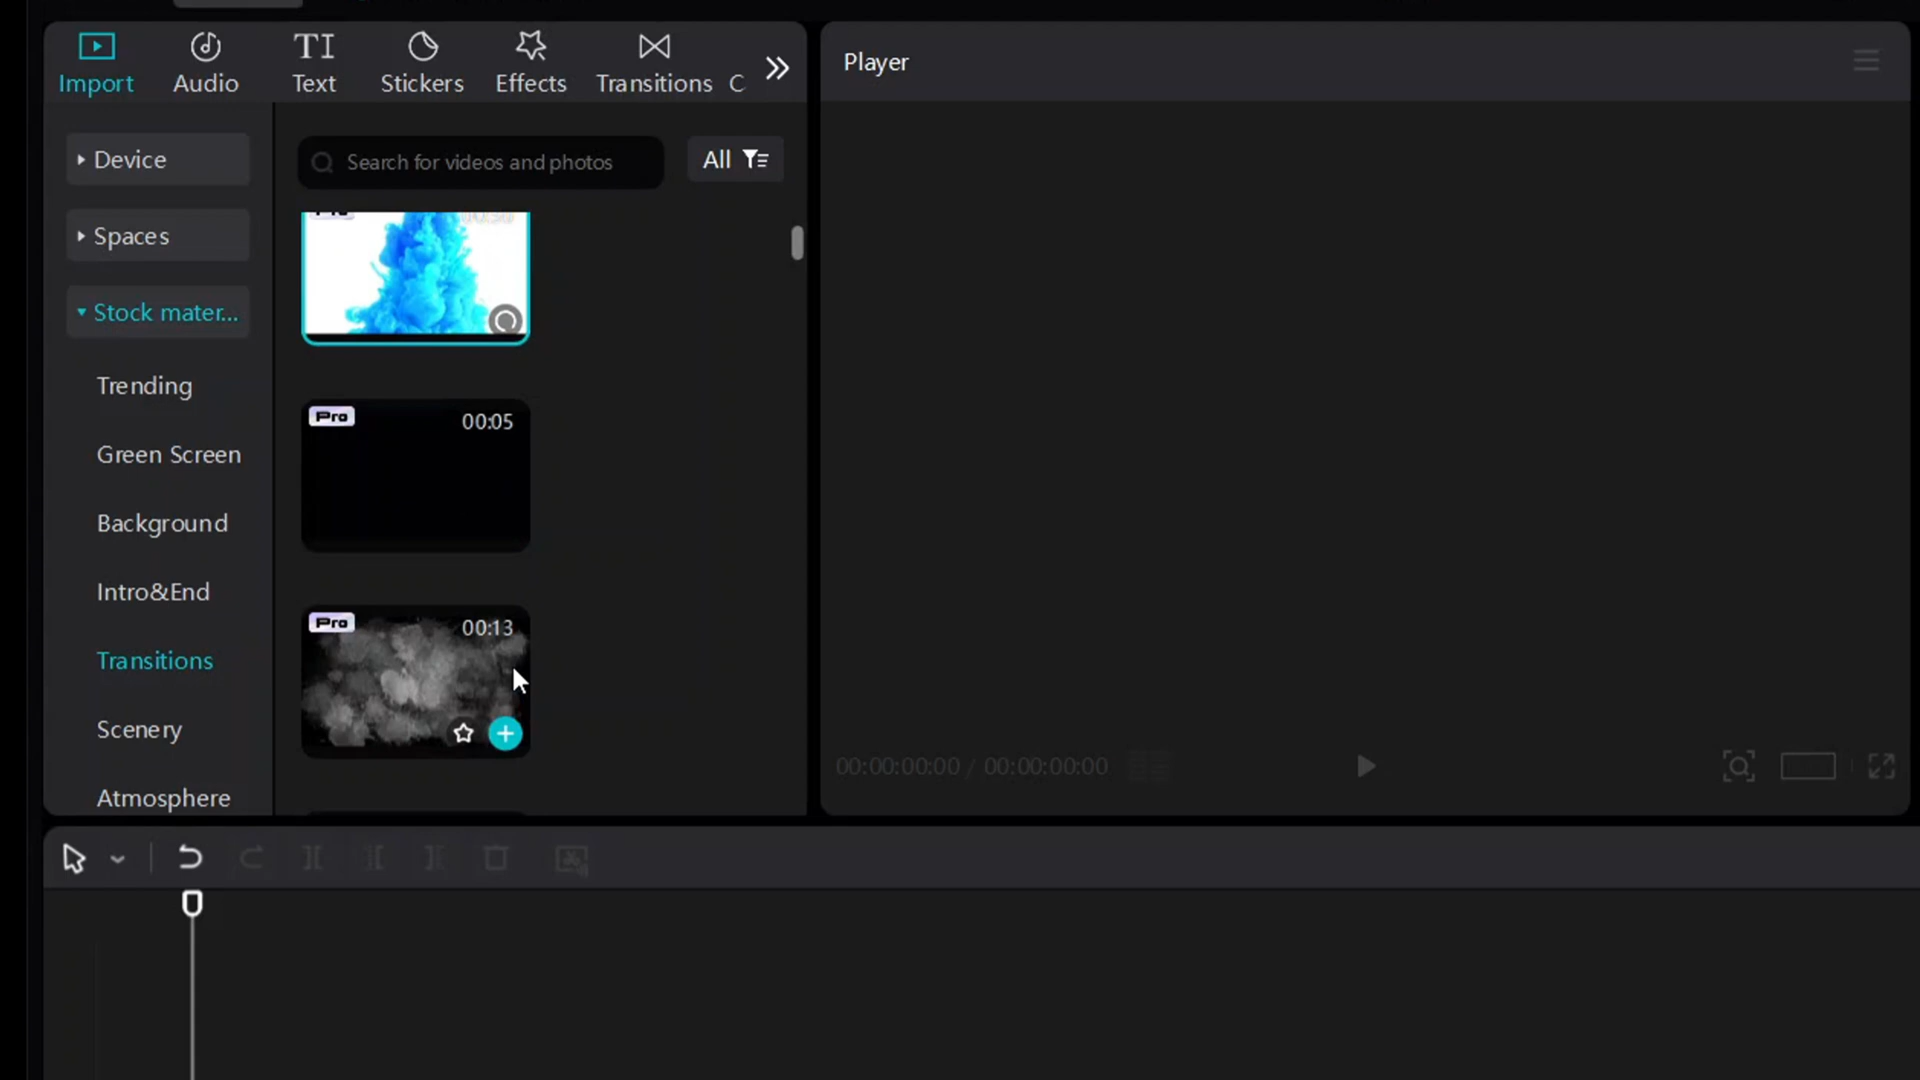 Import
Audio
Text
Stickers
Effects
Transitions
C
Player
Device
Search for videos and photos
All
Spaces
Stock mater...
Trending
Pro
00:05
Green Screen
Background
Intro&End
Pro
00:13
Transitions
Scenery
Atmosphere
00:00:00:00 / 00:00:00:00